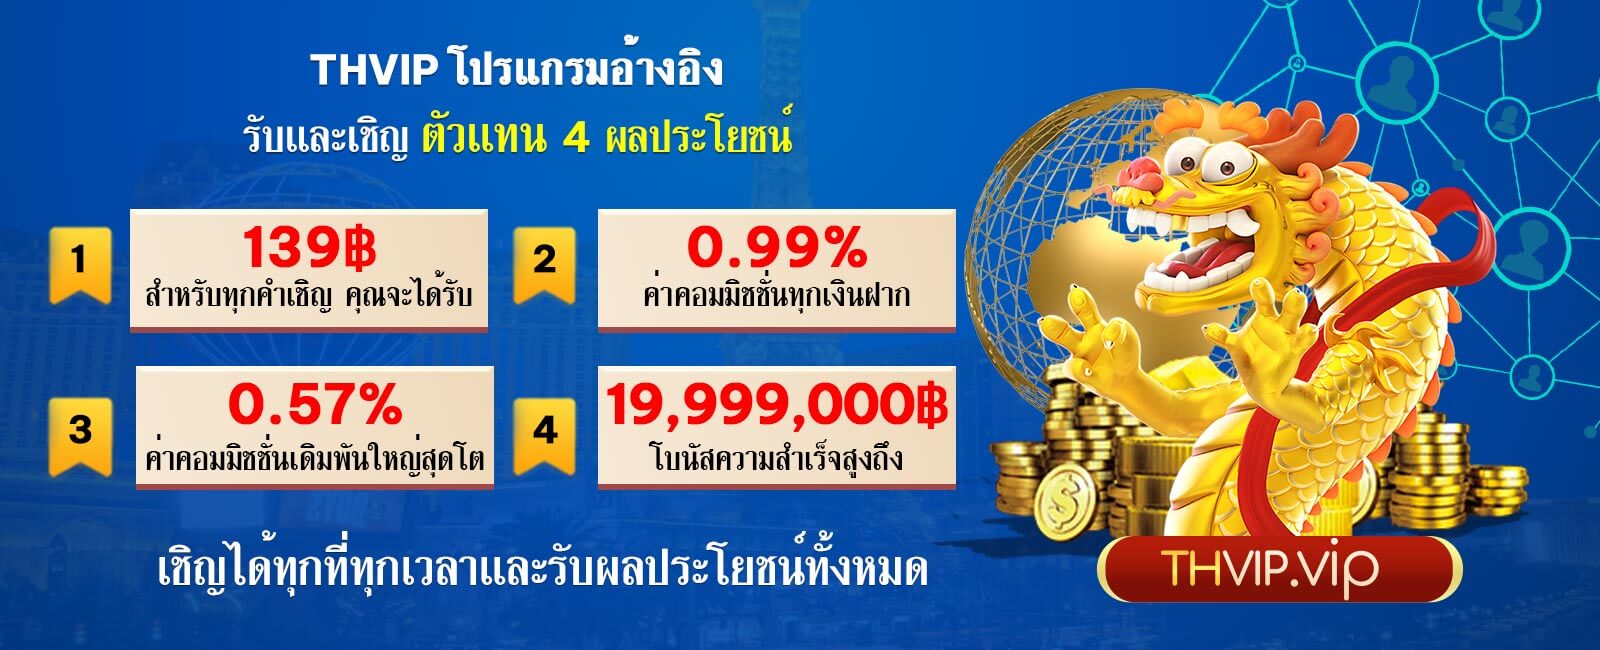 THVIP โปรแกรมอ้างอิง
รับและเชิญ ตัวแทน 4 ผลประโยชน์
1
139฿
สำหรับทุกคำเชิญ คุณจะได้รับ
2
0.99%
ค่าคอมมิชชั่นทุกเงินฝาก
3
0.57%
ค่าคอมมิชชั่นเดิมพันใหญ่สุดโต
4
19,999,000฿
โบนัสความสำเร็จสูงถึง
เชิญได้ทุกที่ทุกเวลาและรับผลประโยชน์ทั้งหมด
THVIP.vip